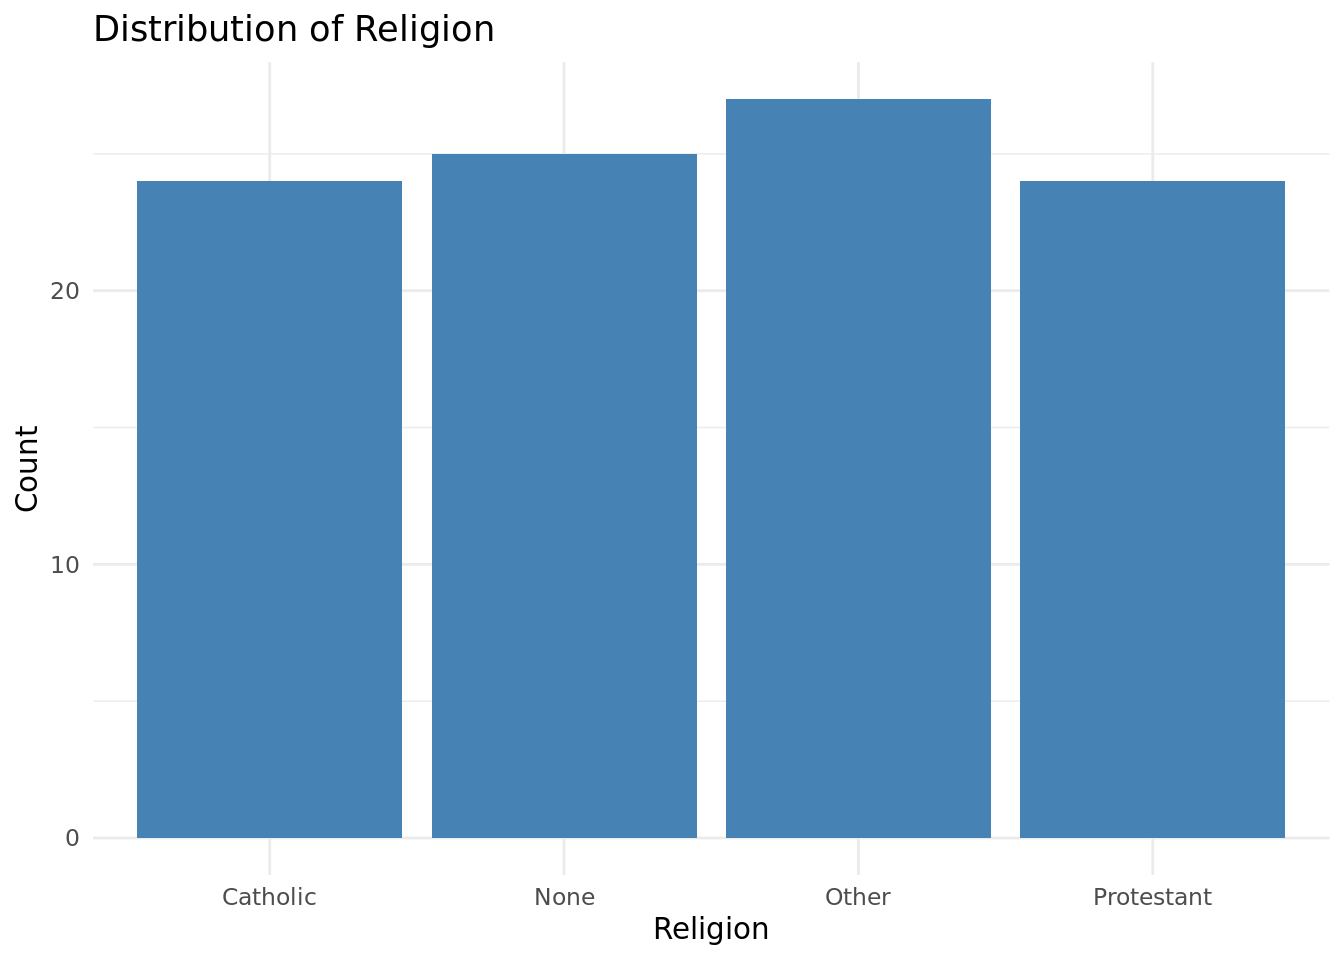 Distribution of Religion
Count
20
10
0
Catholic None Other Protestant
Religion